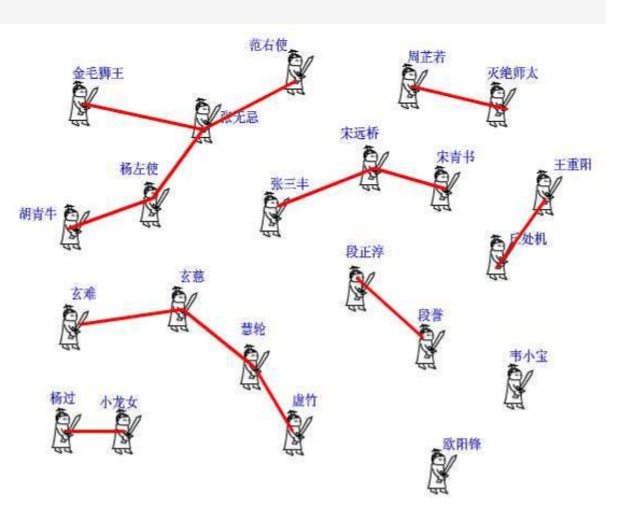 范右使
周芷若
金毛狮王
灭绝师太
张无忌
宋远桥
宋青书
王重阳
杨左使
张三丰
胡青牛
丘处机
段正淳
玄慈
玄难
段誉
慧轮
韦小宝
杨过
小龙女
虚竹
欧阳锋